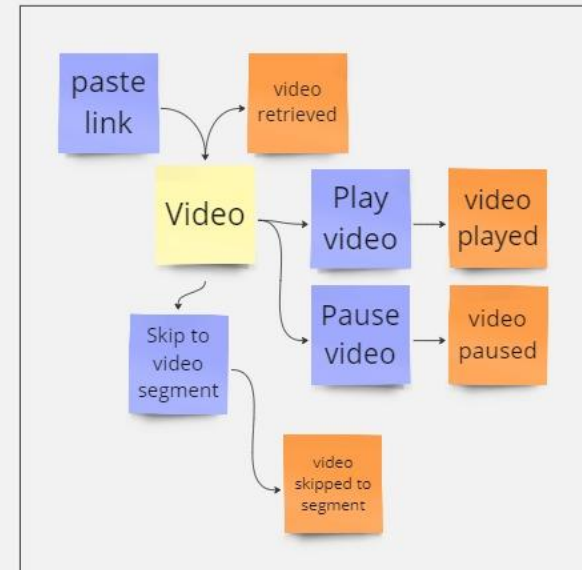 paste
link
video
retrieved
Video
Play
video
video
played
Pause
video
video
paused
Skip to
video
segment
video
skipped to
segment